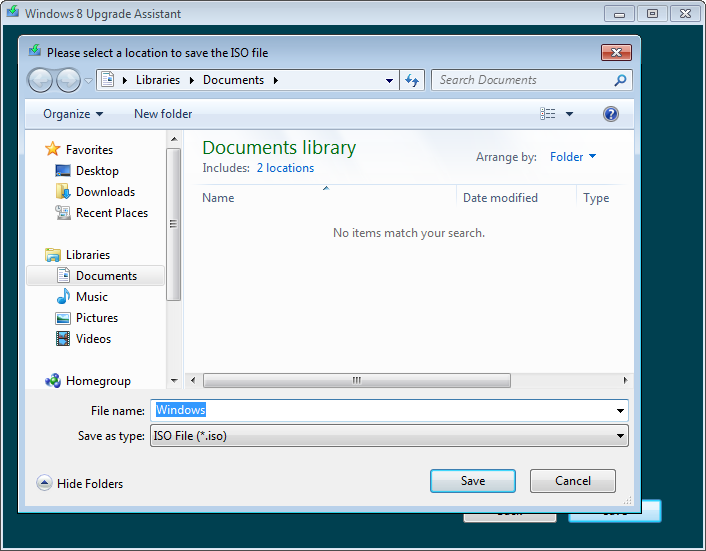 Windows 8 Upgrade Assistant
Please select a location to save the ISO file
Libraries Documents Search Documents
Organize New folder
Favorites
Desktop
Downloads
Recent Places
Libraries
Documents
Music
Pictures
Videos
Homegroup
Documents library
Includes: 2 locations
Arrange by: Folder
Name Date modified Type
No items match your search.
File name: Windows
Save as type: ISO File (*.iso)
Hide Folders Save Cancel